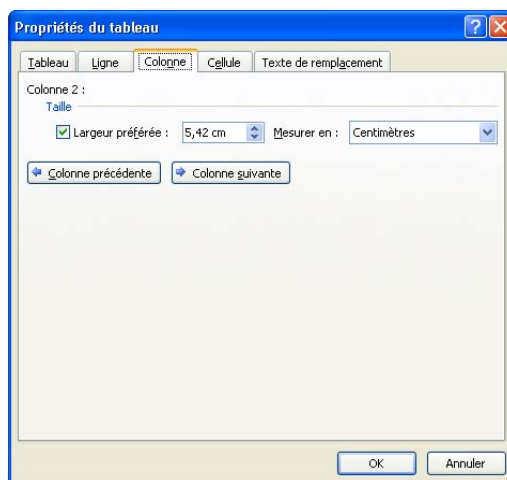 Propriétés du tableau
Tableau Ligne Colonne Cellule Texte de remplacement
Colonne 2 :
Taille
Largeur préférée : 5,42 cm Mesurer en : Centimètres
Colonne précédente Colonne suivante
OK Annuler